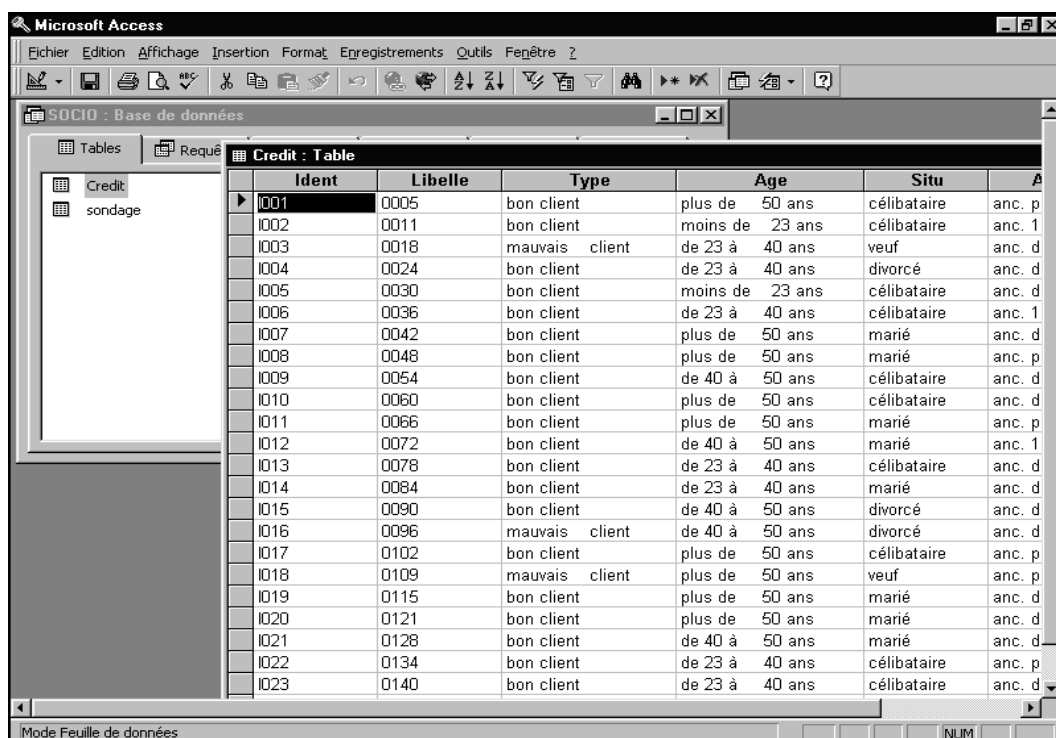 Microsoft Access
Fichier Edition Affichage Insertion Format Enregistrements Outils Fenêtre ?
SOCIO : Base de données
Tables Requê
Credit
sondage
Credit : Table
Ident Libelle Type Age Situ A
I001 0005 bon client plus de 50 ans célibataire anc. p
I002 0011 bon client moins de 23 ans célibataire anc. 1
I003 0018 mauvais client de 23 à 40 ans veuf anc. d
I004 0024 bon client de 23 à 40 ans divorcé anc. d
I005 0030 bon client moins de 23 ans célibataire anc. d
I006 0036 bon client de 23 à 40 ans célibataire anc. 1
I007 0042 bon client plus de 50 ans marié anc. d
I008 0048 bon client plus de 50 ans marié anc. p
I009 0054 bon client de 40 à 50 ans célibataire anc. d
I010 0060 bon client plus de 50 ans célibataire anc. d
I011 0066 bon client plus de 50 ans marié anc. p
I012 0072 bon client de 40 à 50 ans marié anc. 1
I013 0078 bon client de 23 à 40 ans célibataire anc. d
I014 0084 bon client de 23 à 40 ans marié anc. d
I015 0090 bon client de 40 à 50 ans divorcé anc. d
I016 0096 mauvais client de 40 à 50 ans divorcé anc. d
I017 0102 bon client plus de 50 ans célibataire anc. p
I018 0109 mauvais client plus de 50 ans veuf anc. p
I019 0115 bon client plus de 50 ans marié anc. d
I020 0121 bon client plus de 50 ans marié anc. d
I021 0128 bon client de 40 à 50 ans marié anc. d
I022 0134 bon client de 23 à 40 ans célibataire anc. p
I023 0140 bon client de 23 à 40 ans célibataire anc. d
Mode Feuille de données NUM